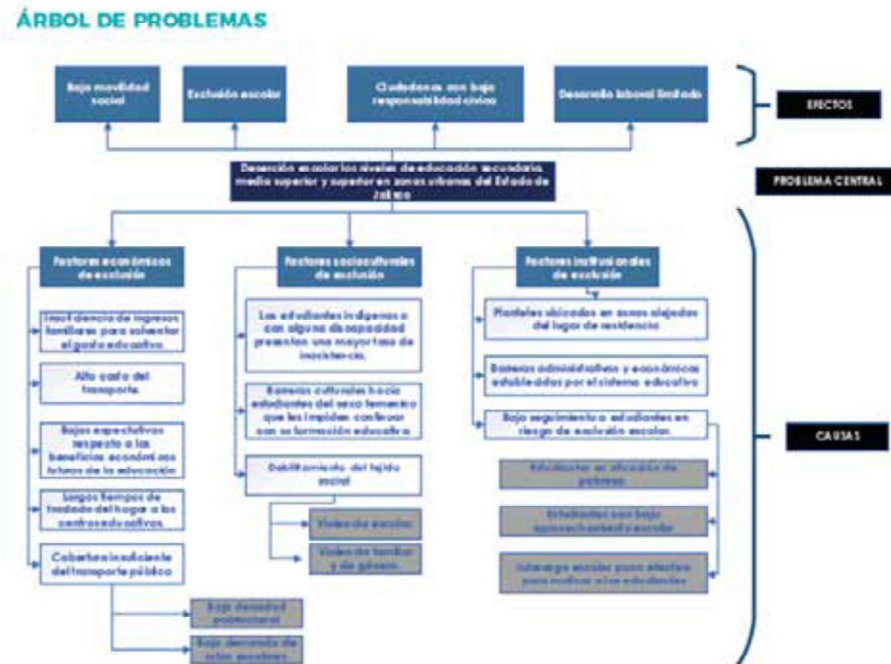 ÁRBOL DE PROBLEMAS
Baja movilidad
social
Exclusión escolar
Ciudadanos con baja
responsabilidad cívica
Desarrollo laboral limitado
EFECTOS
Deserción escolar los niveles de educación secundaria,
media superior y superior en zonas urbanas del Estado de
Jalisco
PROBLEMA CENTRAL
Factores económicos
de exclusión
Insuficiencia de ingresos
familiares para solventar
el gasto educativo
Alto costo del
transporte.
Bajas expectativas
respecto a los
beneficios económicos
futuros de la educación
Largos tiempos de
traslado del hogar a los
centros educativos.
Cobertura insuficiente
del transporte público
Baja densidad
poblacional
Baja demanda de
rutas escolares
Factores socioculturales
de exclusión
Los estudiantes indígenas o
con alguna discapacidad
presentan una mayor tasa de
inasistencia.
Barreras culturales hacia
estudiantes del sexo femenino
que les impiden continuar
con su formación educativa
Debilitamiento del tejido
social
Violencia escolar
Violencia familiar
y de género.
Factores institucionales
de exclusión
Planteles ubicados en zonas alejadas
del lugar de residencia
Barreras administrativas y económicas
establecidas por el sistema educativo
Bajo seguimiento a estudiantes en
riesgo de exclusión escolar.
Estudiantes en situación de
pobreza.
Estudiantes con bajo
aprovechamiento escolar
Liderazgo escolar poco efectivo
para motivar a los estudiantes
CAUSAS